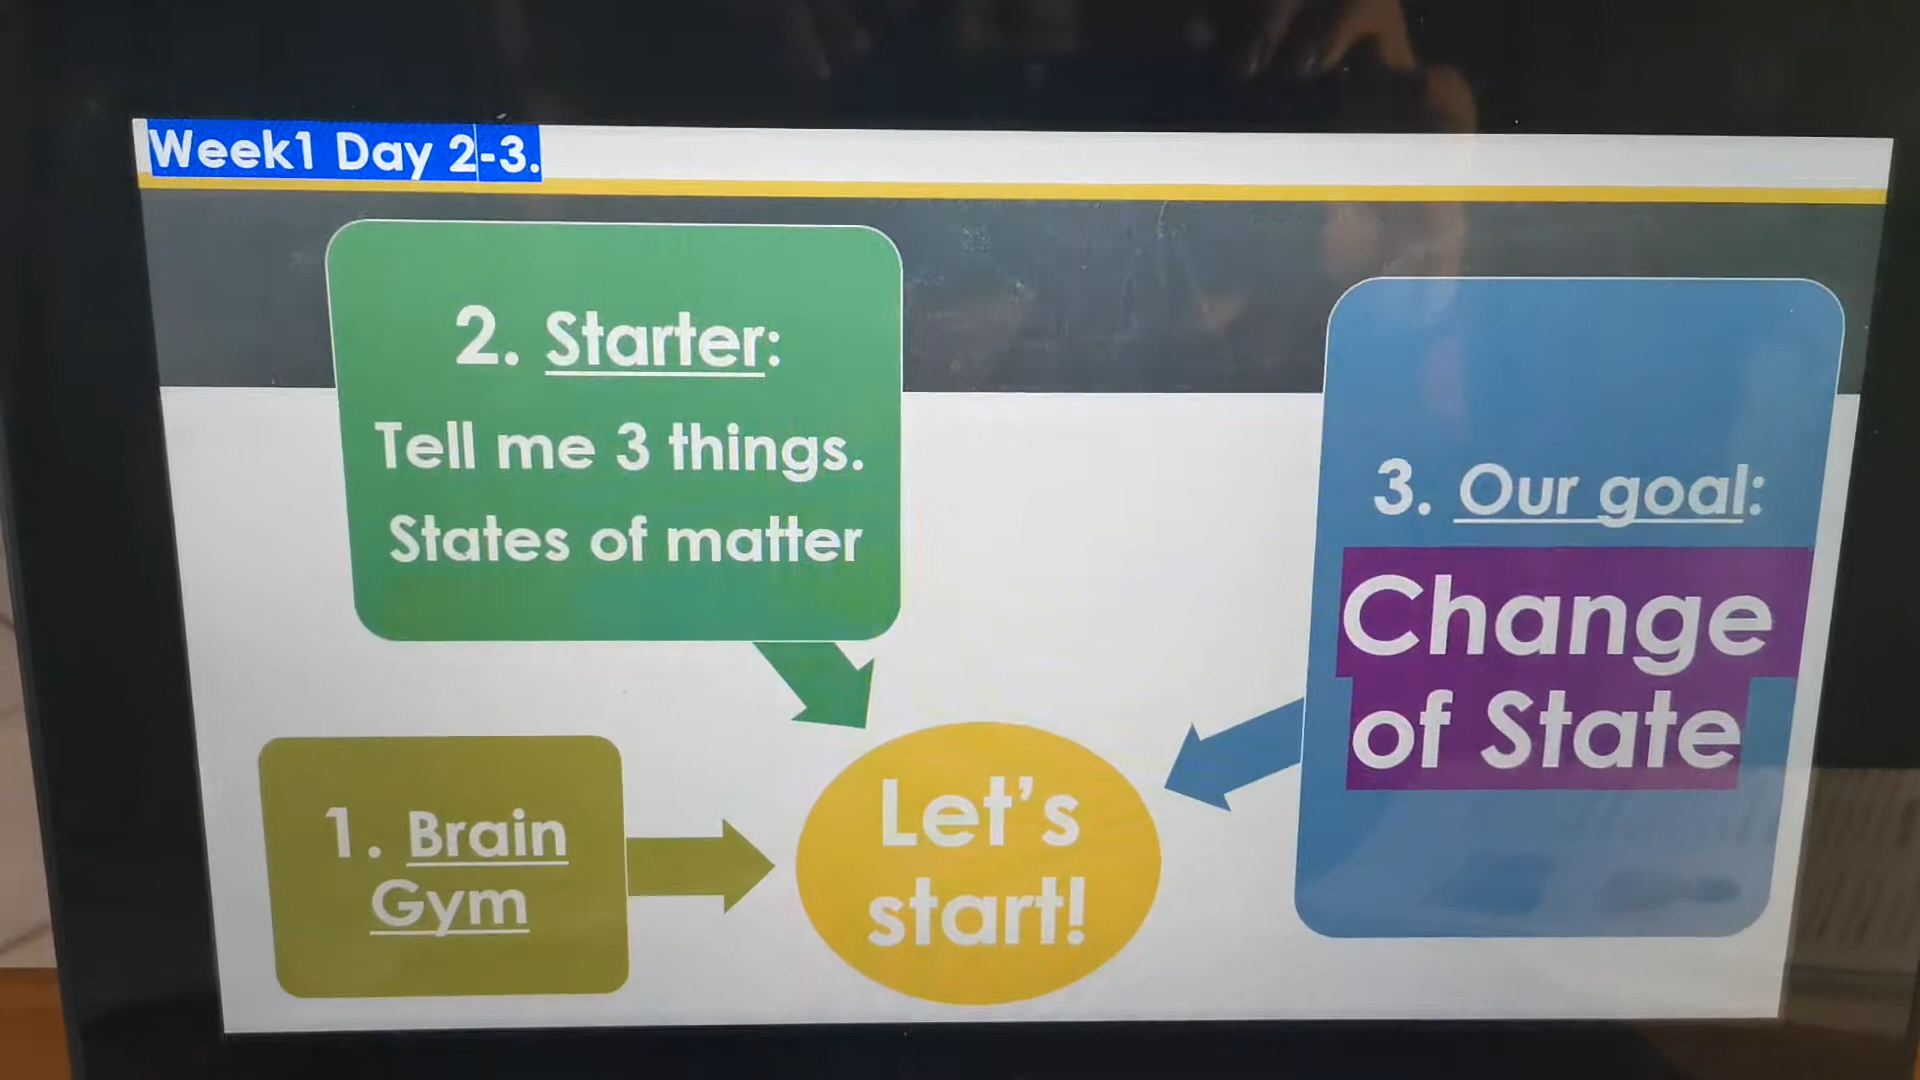 Week1 Day 2-3.
2. Starter:
Tell me 3 things.
States of matter
3. Our goal:
Change
of State
1. Brain
Gym
Let's
start!